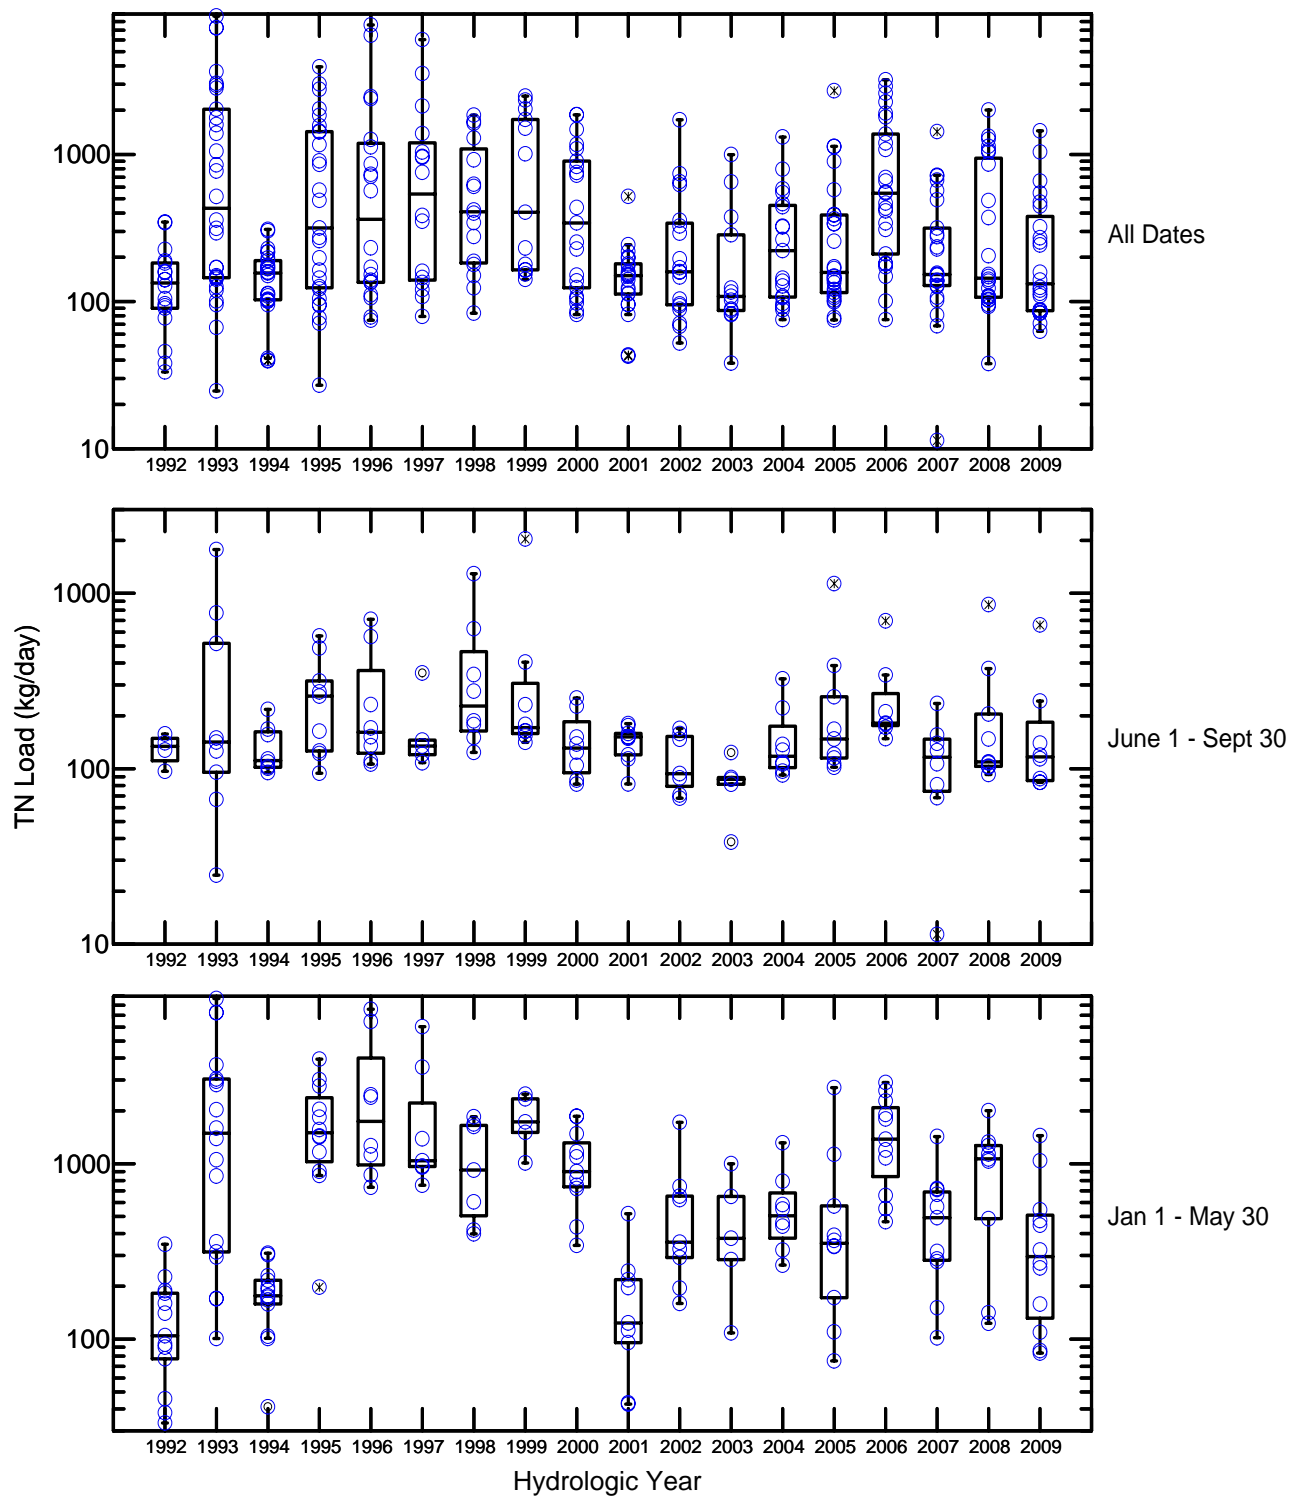 1000
100
10
1992 1993 1994 1995 1996 1997 1998 1999 2000 2001 2002 2003 2004 2005 2006 2007 2008 2009
All Dates
TN Load (kg/day)
1000
100
10
1992 1993 1994 1995 1996 1997 1998 1999 2000 2001 2002 2003 2004 2005 2006 2007 2008 2009
June 1 - Sept 30
1000
100
1992 1993 1994 1995 1996 1997 1998 1999 2000 2001 2002 2003 2004 2005 2006 2007 2008 2009
Jan 1 - May 30
Hydrologic Year